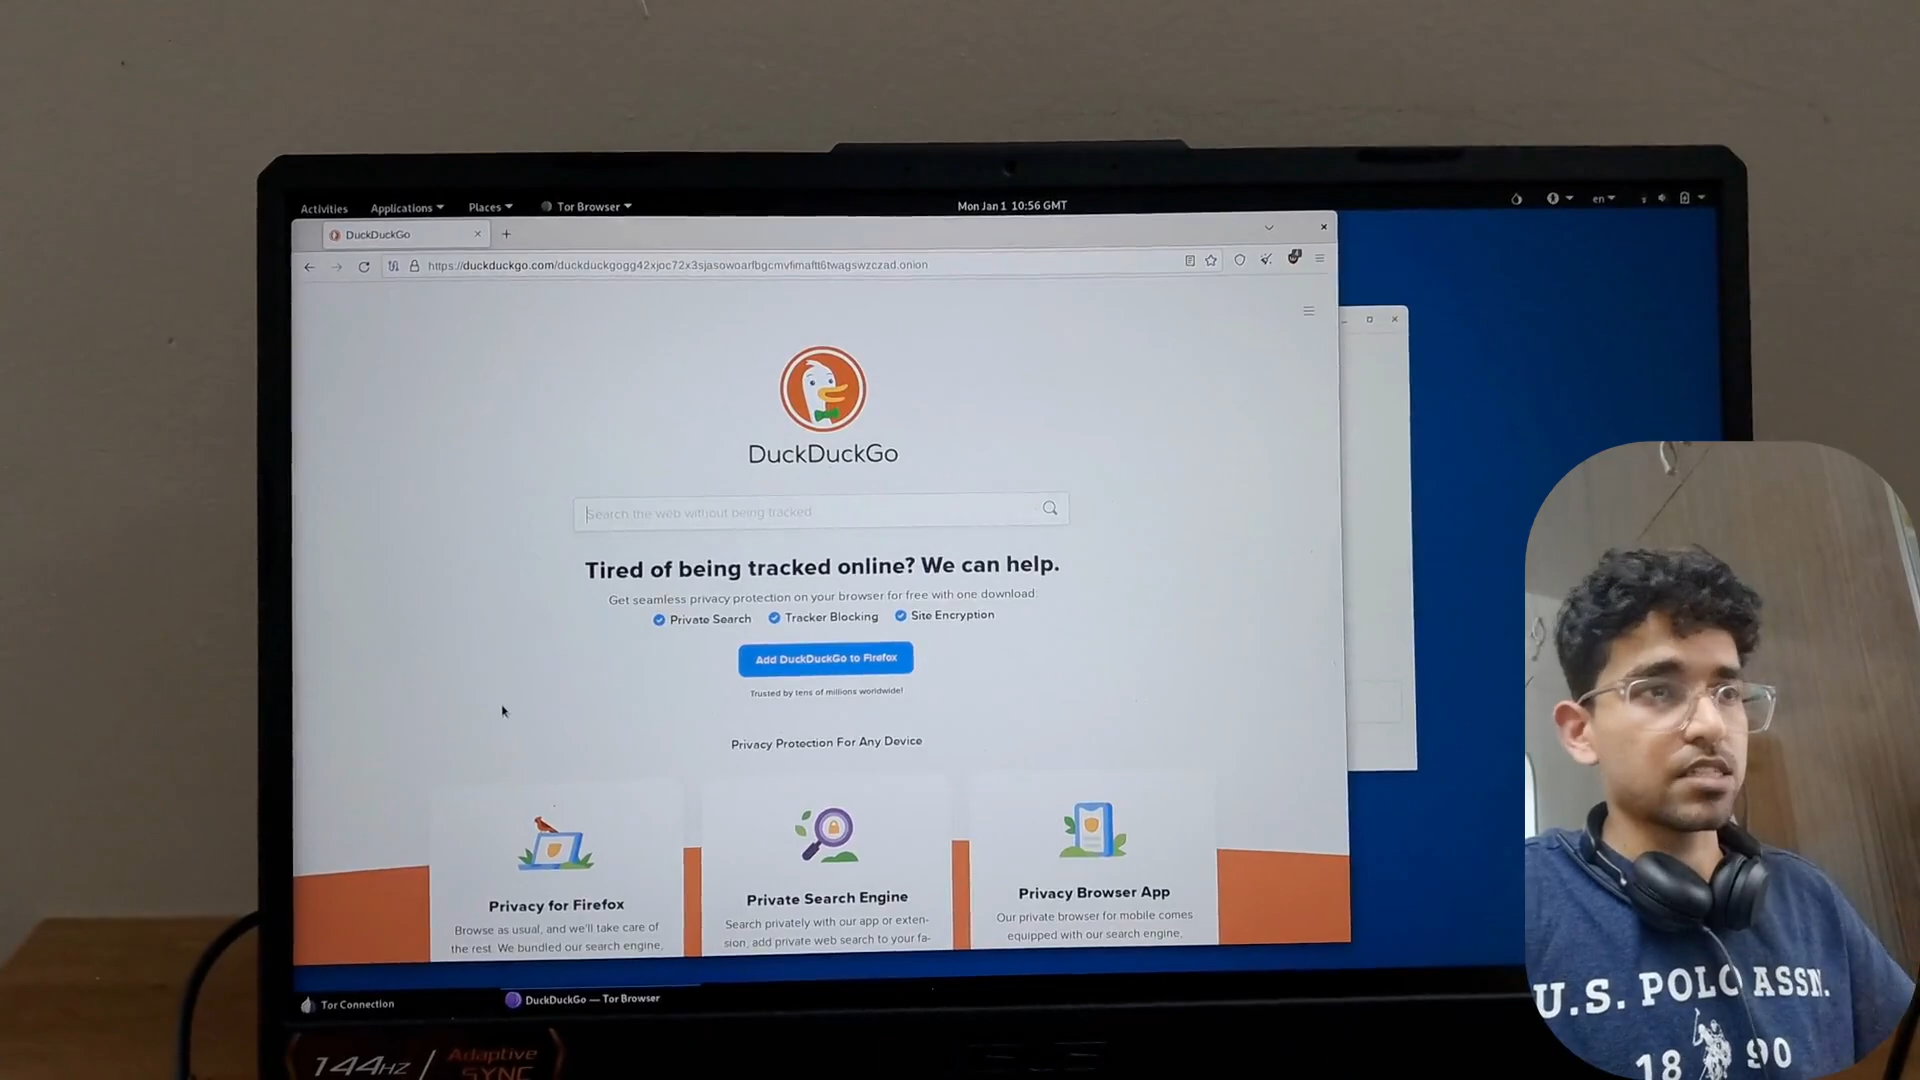 Activities Applications Places Tor Browser Mon Jan 1 10:56 GMT en
DuckDuckGo
https://duckduckgo.com/duckduckgogg42xjoc72x3sjasowoarfbgcmvfimaftt6twagswzczad.onion
DuckDuckGo
Search the web without being tracked
Tired of being tracked online? We can help.
Get seamless privacy protection on your browser for free with one download:
Private Search Tracker Blocking Site Encryption
Add DuckDuckGo to Firefox
Trusted by tens of millions worldwide!
Privacy Protection For Any Device
Privacy for Firefox
Browse as usual, and we'll take care of
the rest. We bundled our search engine,
Private Search Engine
Search privately with our app or exten-
sion, add private web search to your fa-
Privacy Browser App
Our private browser for mobile comes
equipped with our search engine,
Tor Connection DuckDuckGo — Tor Browser
144HZ / Adaptive
SYNC
U.S. POLO ASSN.
18 90